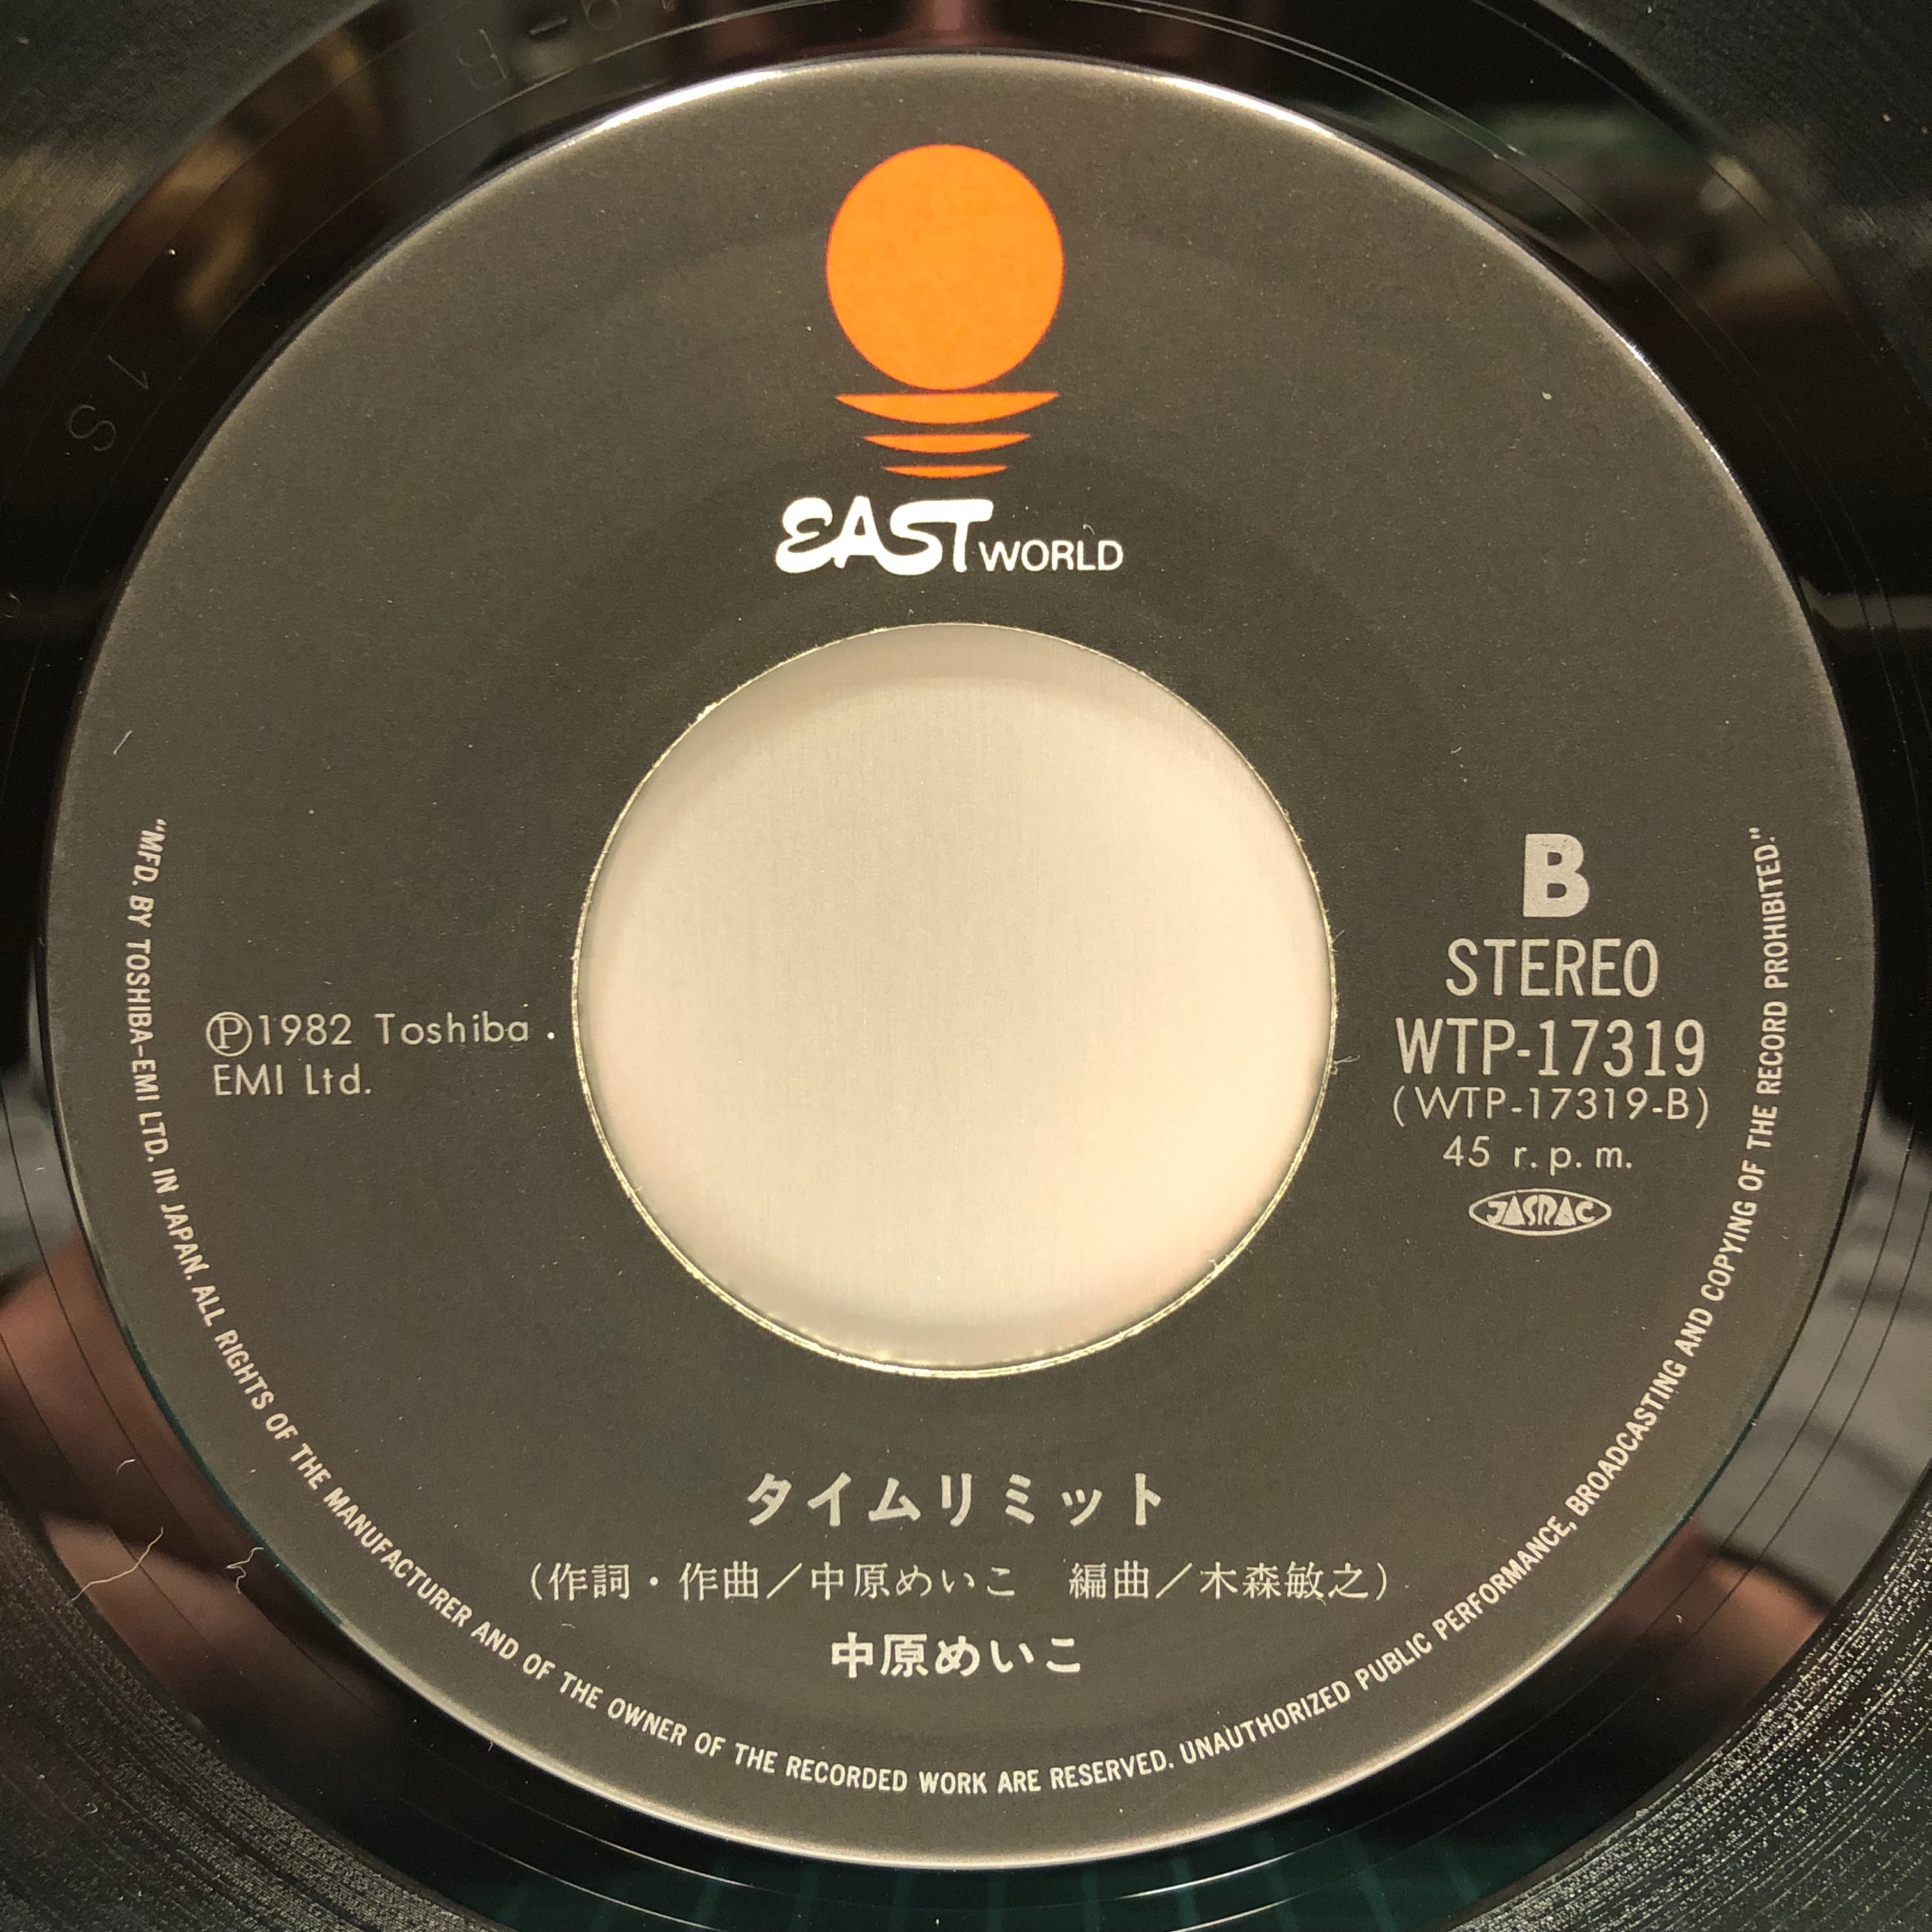 EAST WORLD
B
STEREO
WTP-17319
(WTP-17319-B)
45 r.p.m.
JASRAC
Ⓟ1982 Toshiba・
EMI Ltd.
タイムリミット
(作詞・作曲／中原めいこ　編曲／木森敏之)
中原めいこ
"MFD. BY TOSHIBA-EMI LTD. IN JAPAN. ALL RIGHTS OF THE MANUFACTURER AND OF THE OWNER OF THE RECORDED WORK ARE RESERVED. UNAUTHORIZED PUBLIC PERFORMANCE, BROADCASTING AND COPYING OF THE RECORD PROHIBITED."
1 S